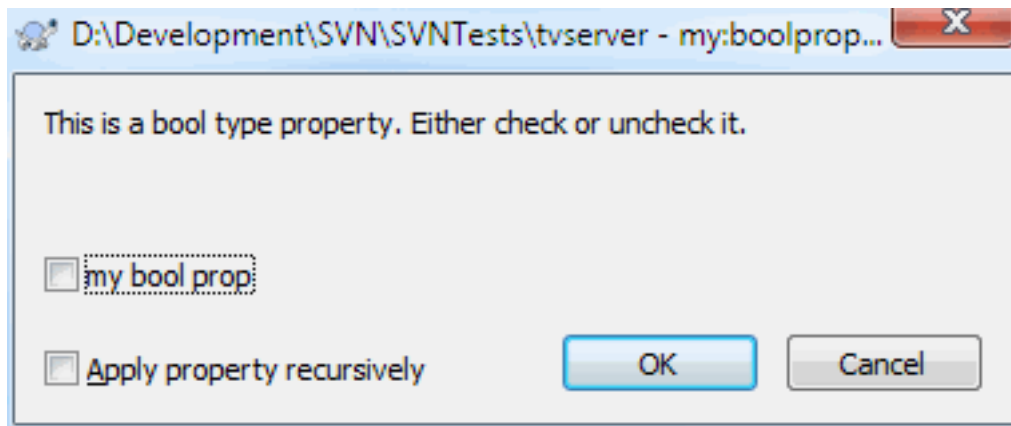 D:\Development\SVN\SVNTests\tvserver - my:boolprop...
This is a bool type property. Either check or uncheck it.
my bool prop
Apply property recursively
OK
Cancel